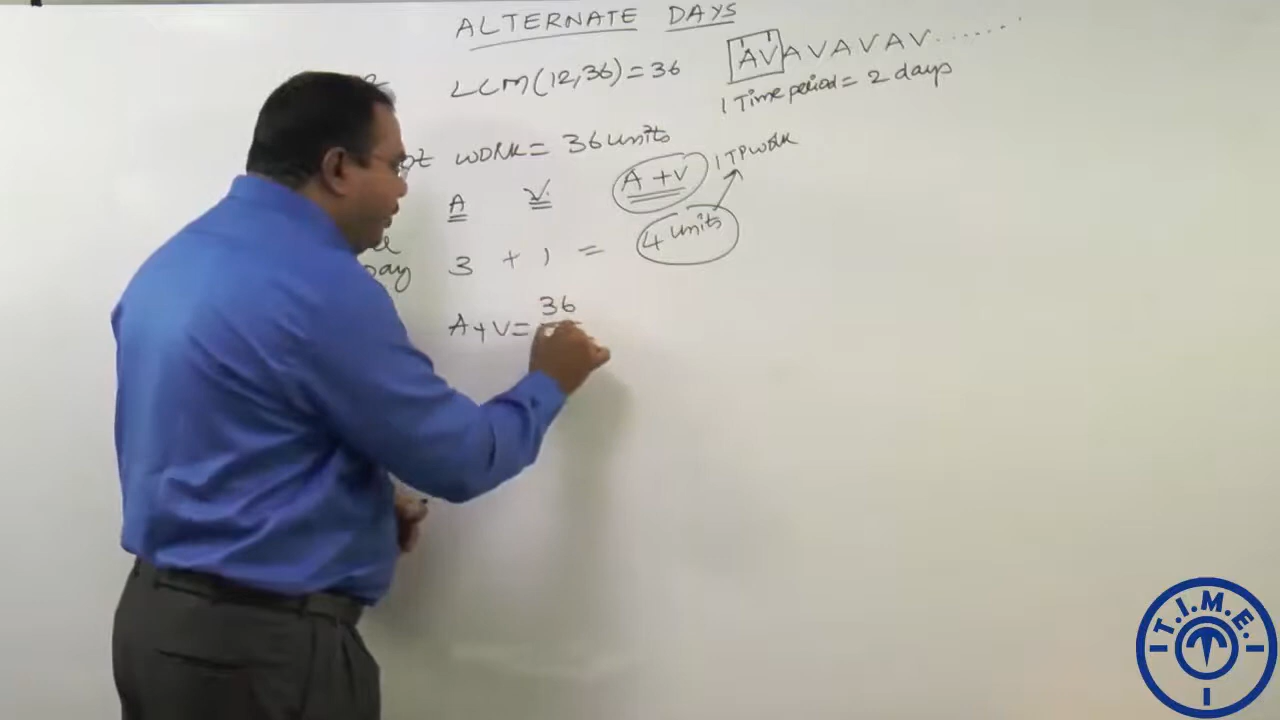 ALTERNATE DAYS
LCM(12,36)=36
AVAVAVAV.......
1 Time period = 2 days
WORK = 36 units
A V A+V 1 TP WORK
Day 3 + 1 = 4 units
A+V= 36
T.I.M.E.